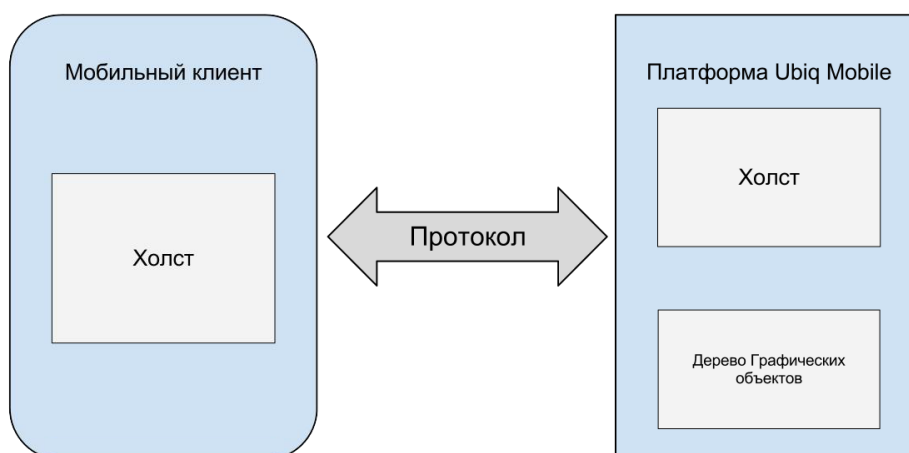 Мобильный клиент
Холст
Протокол
Платформа Ubiq Mobile
Холст
Дерево Графических
объектов